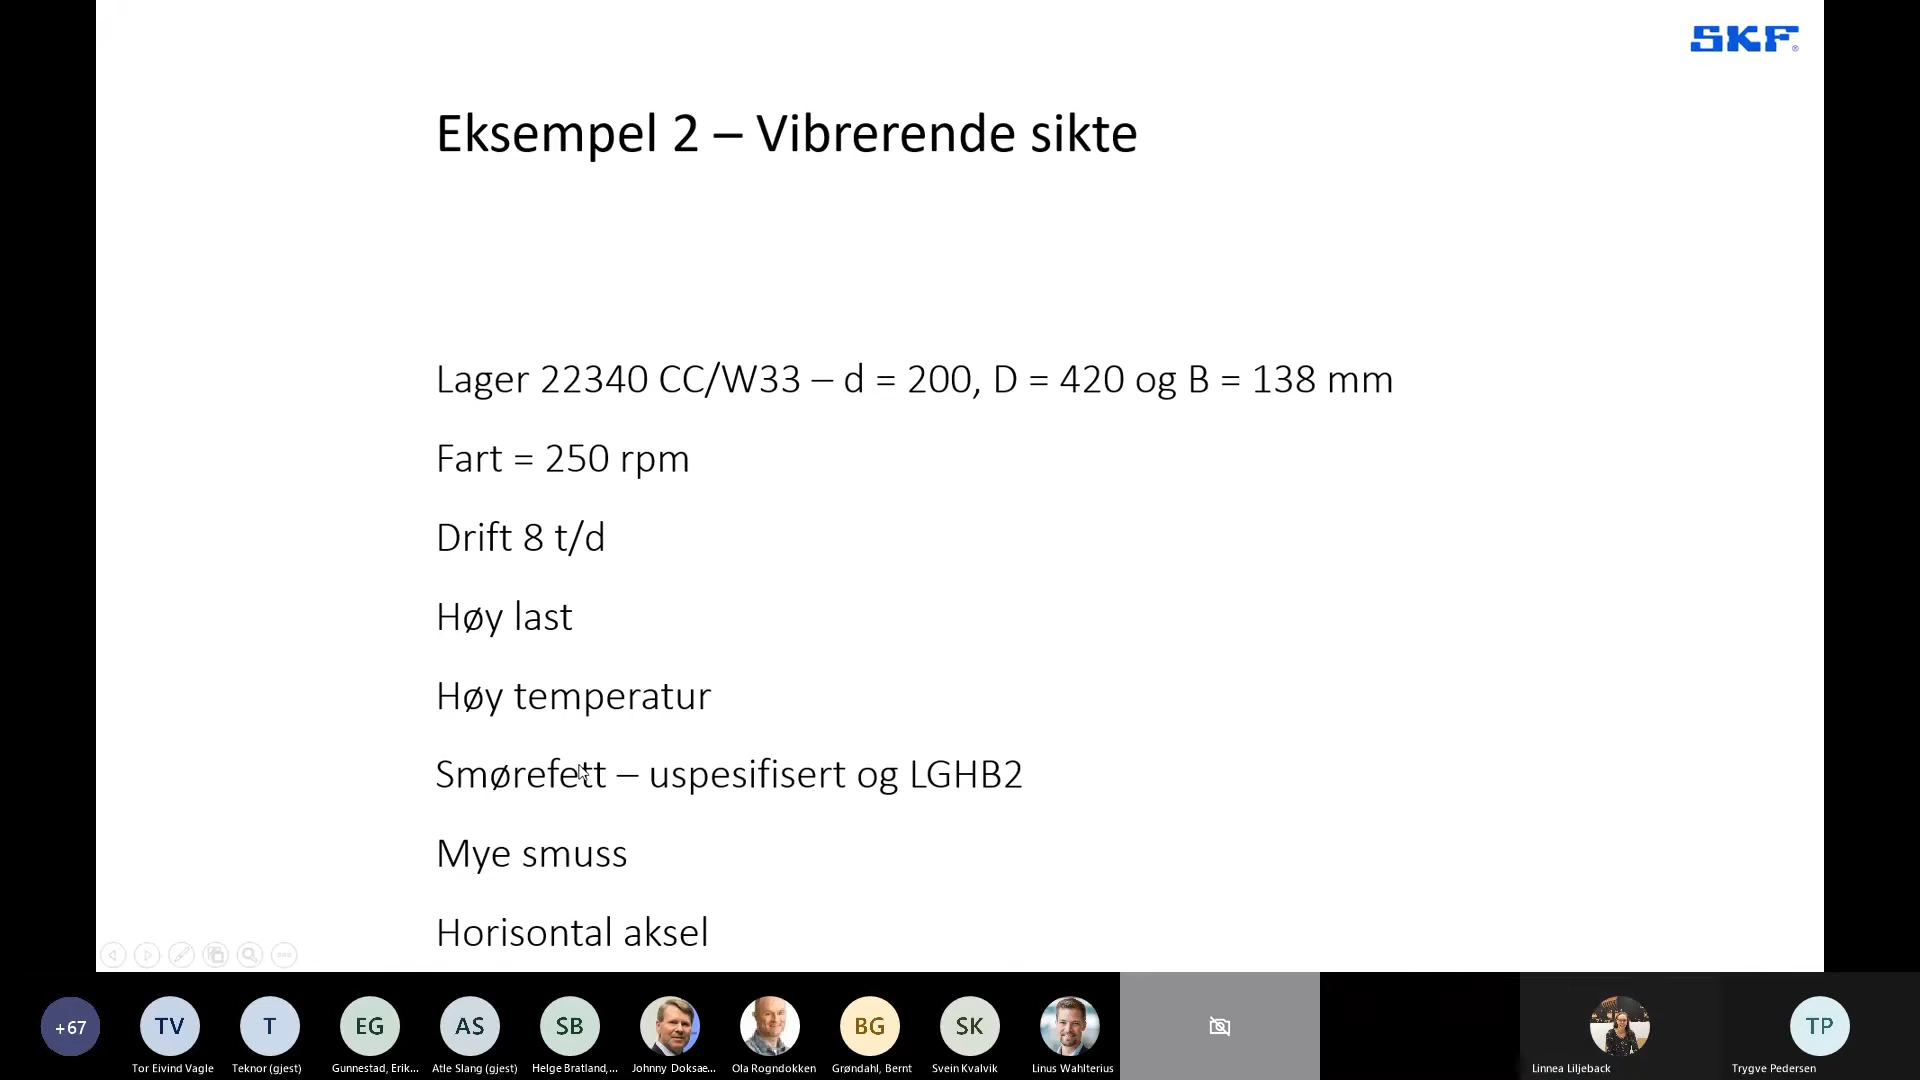 SKF
Eksempel 2 – Vibrerende sikte
Lager 22340 CC/W33 – d = 200, D = 420 og B = 138 mm
Fart = 250 rpm
Drift 8 t/d
Høy last
Høy temperatur
Smørefett – uspesifisert og LGHB2
Mye smuss
Horisontal aksel
+67
TV
T
EG
AS
SB
BG
SK
TP
Tor Eivind Vagle
Teknor (gjest)
Gunnestad, Erik...
Atle Slang (gjest)
Helge Bratland,...
Johnny Doksae...
Ola Rogndokken
Grøndahl, Bernt
Svein Kvalvik
Linus Wahlterius
Linnea Liljeback
Trygve Pedersen